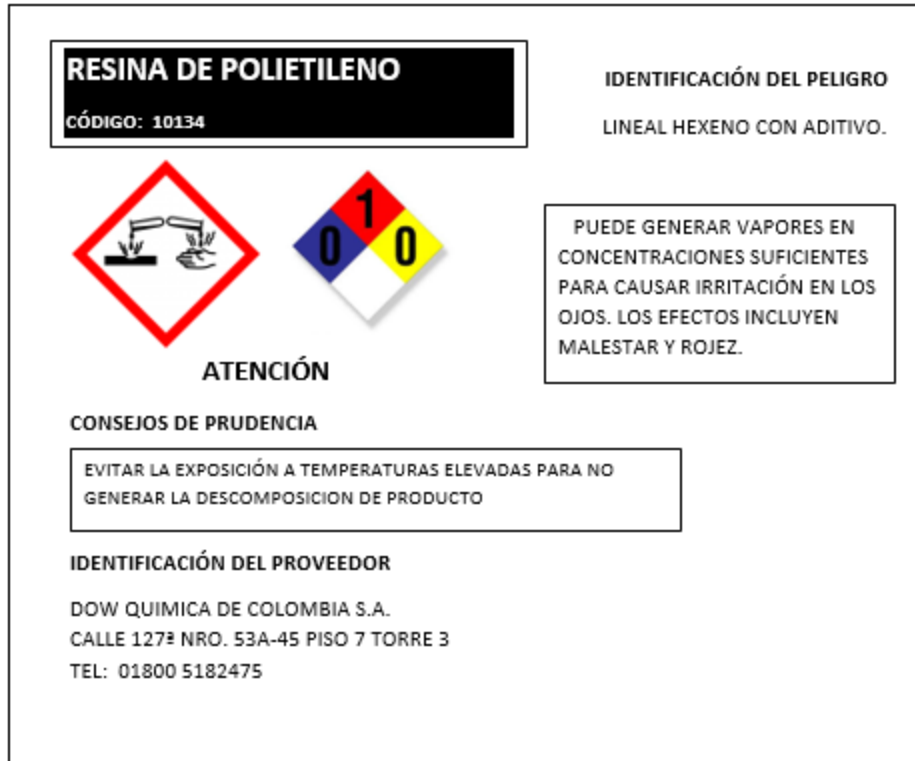 RESINA DE POLIETILENO
CÓDIGO: 10134
IDENTIFICACIÓN DEL PELIGRO
LINEAL HEXENO CON ADITIVO.
1
0 0
PUEDE GENERAR VAPORES EN
CONCENTRACIONES SUFICIENTES
PARA CAUSAR IRRITACIÓN EN LOS
OJOS. LOS EFECTOS INCLUYEN
MALESTAR Y ROJEZ.
ATENCIÓN
CONSEJOS DE PRUDENCIA
EVITAR LA EXPOSICIÓN A TEMPERATURAS ELEVADAS PARA NO
GENERAR LA DESCOMPOSICION DE PRODUCTO
IDENTIFICACIÓN DEL PROVEEDOR
DOW QUIMICA DE COLOMBIA S.A.
CALLE 127ª NRO. 53A-45 PISO 7 TORRE 3
TEL: 01800 5182475